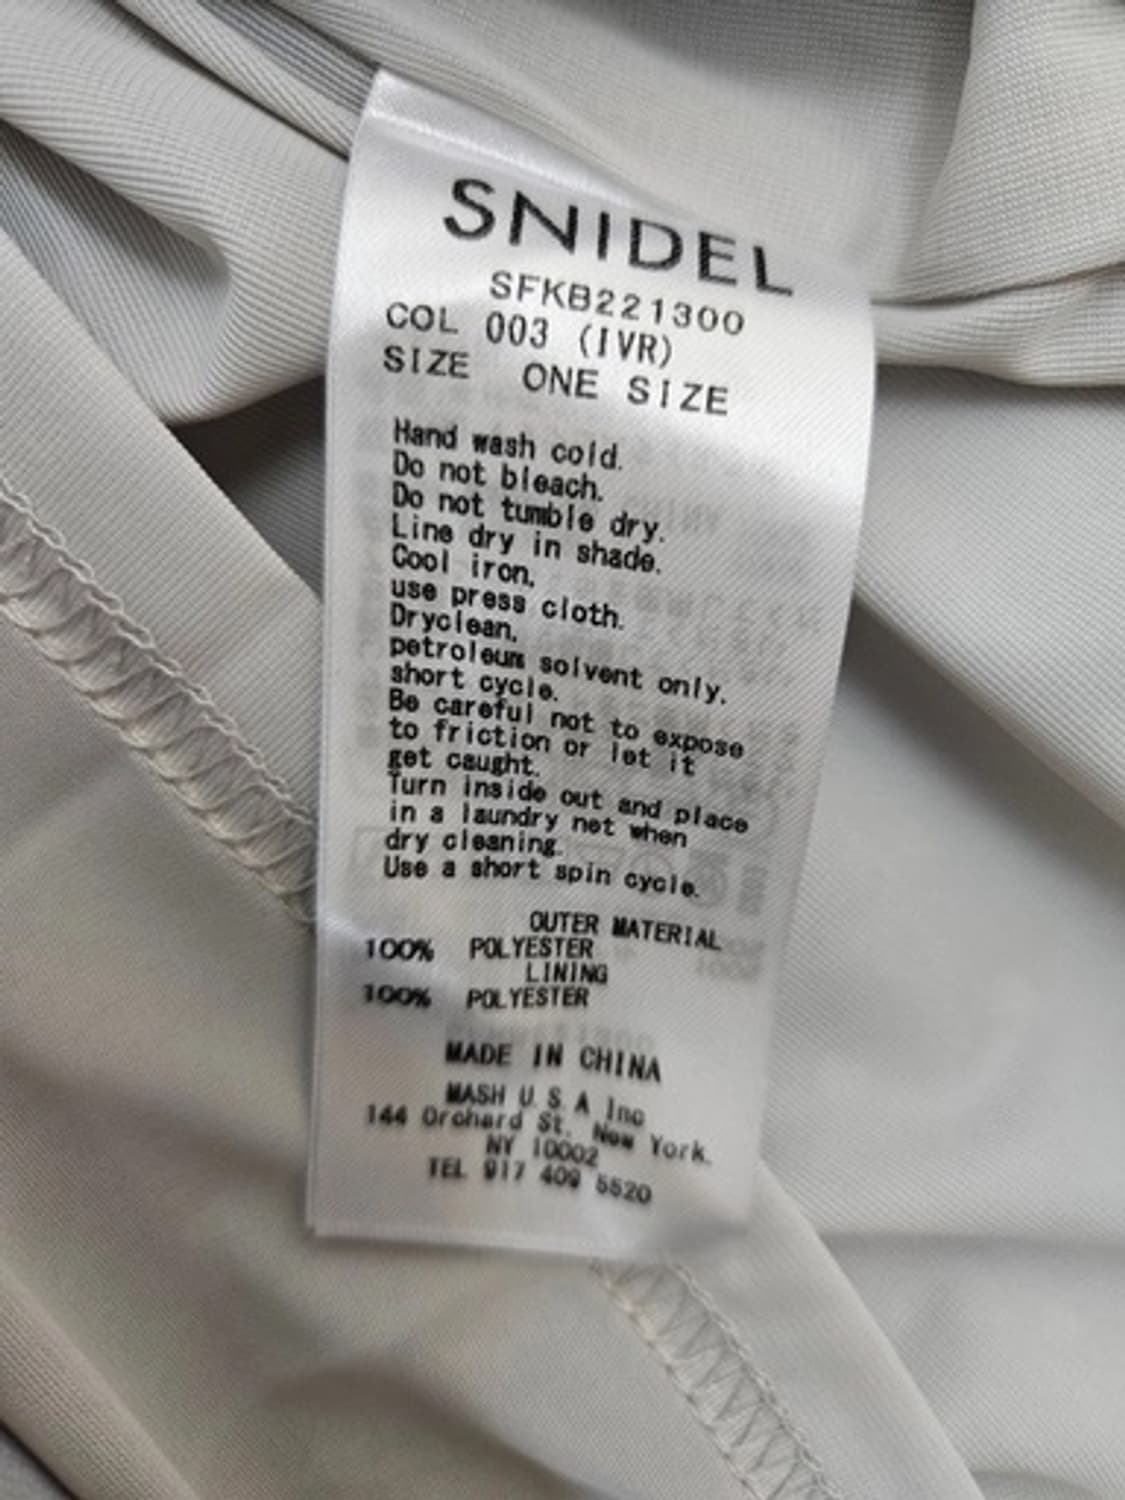 SNIDEL
SFKB221300
COL 003 (IVR)
SIZE ONE SIZE
Hand wash cold.
Do not bleach.
Do not tumble dry.
Line dry in shade.
Cool iron.
use press cloth.
Dryclean.
petroleum solvent only.
short cycle.
Be careful not to expose
to friction or let it
get caught.
Turn inside out and place
in a laundry net when
dry cleaning.
Use a short spin cycle.
OUTER MATERIAL
100% POLYESTER
LINING
100% POLYESTER
MADE IN CHINA
MASH U.S.A Inc
144 Orchard St. New York.
NY 10002
TEL 917 409 5520